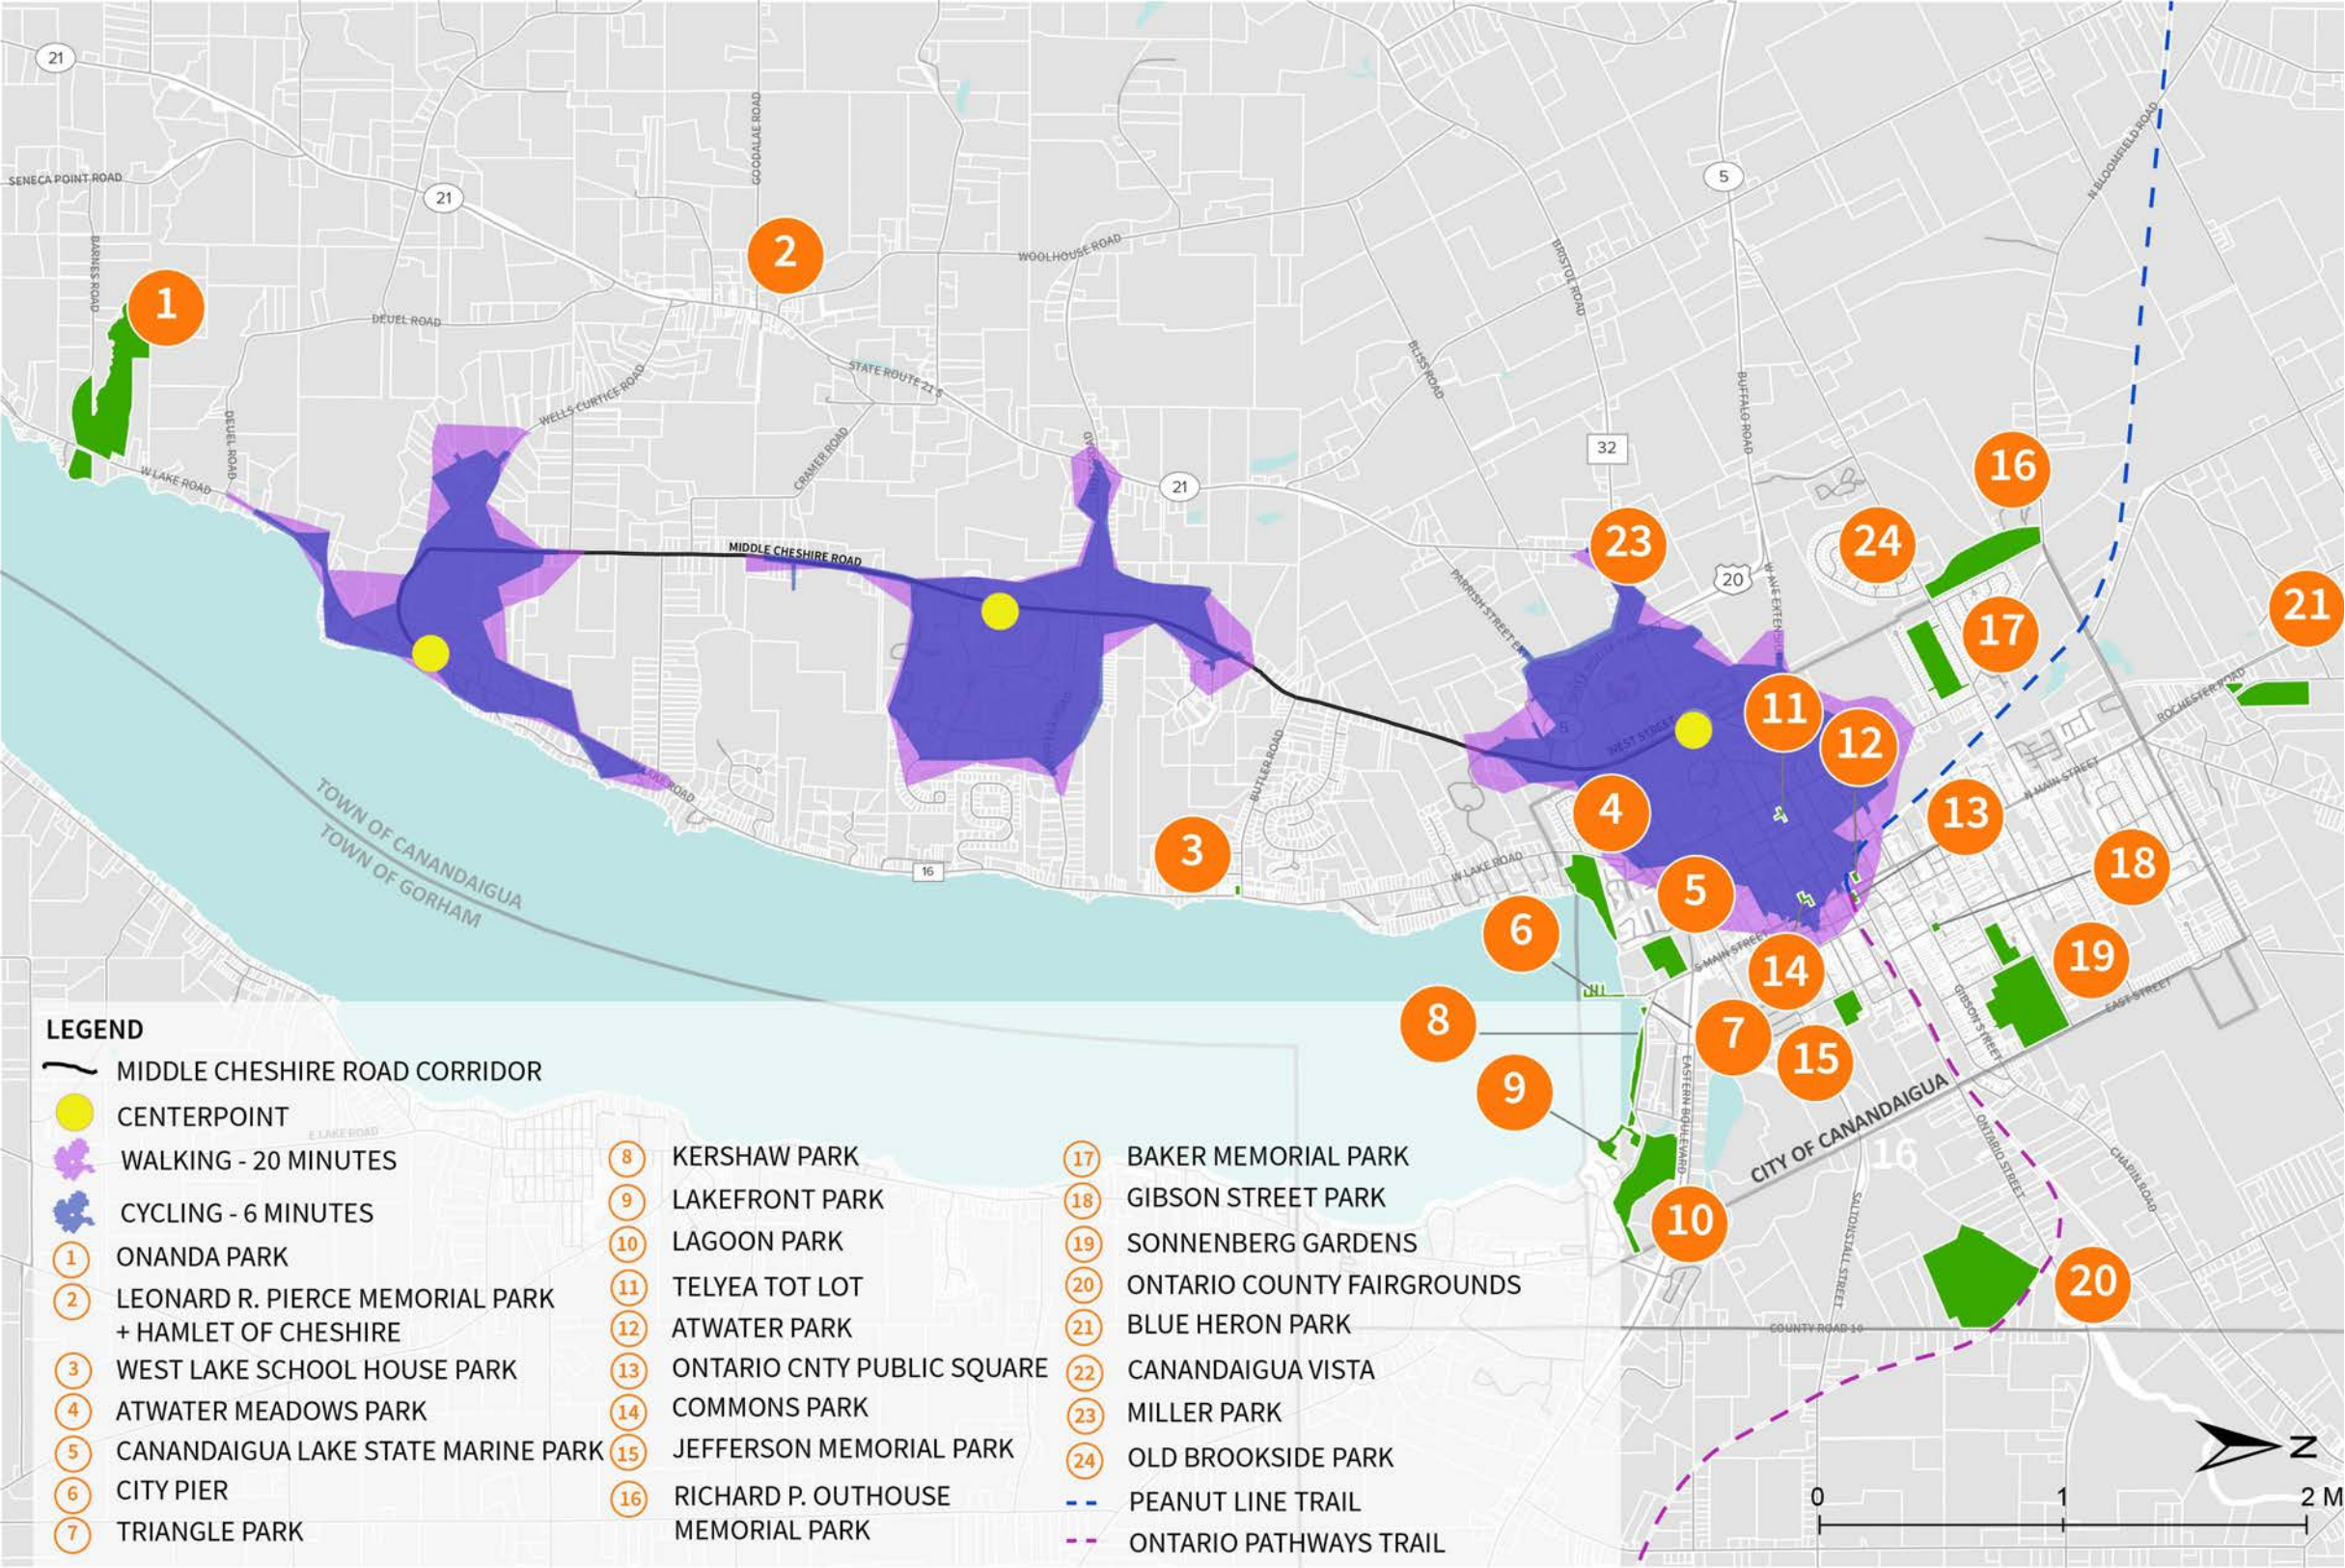 21
SENECA POINT ROAD
BARNES ROAD
1
DEUEL ROAD
DEUEL ROAD
W LAKE ROAD
21
GOODALAE ROAD
2
WOOLHOUSE ROAD
WELLS CURTICE ROAD
STATE ROUTE 21 S
CRAMER ROAD
MIDDLE CHESHIRE ROAD
21
BUTLER ROAD
3
16
W LAKE ROAD
TOWN OF CANANDAIGUA
TOWN OF GORHAM
5
BRISTOL ROAD
BLISS ROAD
BUFFALO ROAD
N BLOOMFIELD ROAD
32
PARRISH STREET EX
23
20
24
16
17
21
ROCHESTER ROAD
WEST STREET
5
11
12
4
5
13
18
19
N MAIN STREET
S MAIN STREET
6
14
7
15
8
9
10
GIBSON STREET
EAST STREET
EASTERN BOULEVARD
CITY OF CANANDAIGUA
16
ONTARIO STREET
CHAPIN ROAD
SALTONSTALL STREET
20
COUNTY ROAD 10
E LAKE ROAD
N
0 1 2 M
LEGEND
MIDDLE CHESHIRE ROAD CORRIDOR
CENTERPOINT
WALKING - 20 MINUTES
CYCLING - 6 MINUTES
1 ONANDA PARK
2 LEONARD R. PIERCE MEMORIAL PARK
+ HAMLET OF CHESHIRE
3 WEST LAKE SCHOOL HOUSE PARK
4 ATWATER MEADOWS PARK
5 CANANDAIGUA LAKE STATE MARINE PARK
6 CITY PIER
7 TRIANGLE PARK
8 KERSHAW PARK
9 LAKEFRONT PARK
10 LAGOON PARK
11 TELYEA TOT LOT
12 ATWATER PARK
13 ONTARIO CNTY PUBLIC SQUARE
14 COMMONS PARK
15 JEFFERSON MEMORIAL PARK
16 RICHARD P. OUTHOUSE
MEMORIAL PARK
17 BAKER MEMORIAL PARK
18 GIBSON STREET PARK
19 SONNENBERG GARDENS
20 ONTARIO COUNTY FAIRGROUNDS
21 BLUE HERON PARK
22 CANANDAIGUA VISTA
23 MILLER PARK
24 OLD BROOKSIDE PARK
PEANUT LINE TRAIL
ONTARIO PATHWAYS TRAIL